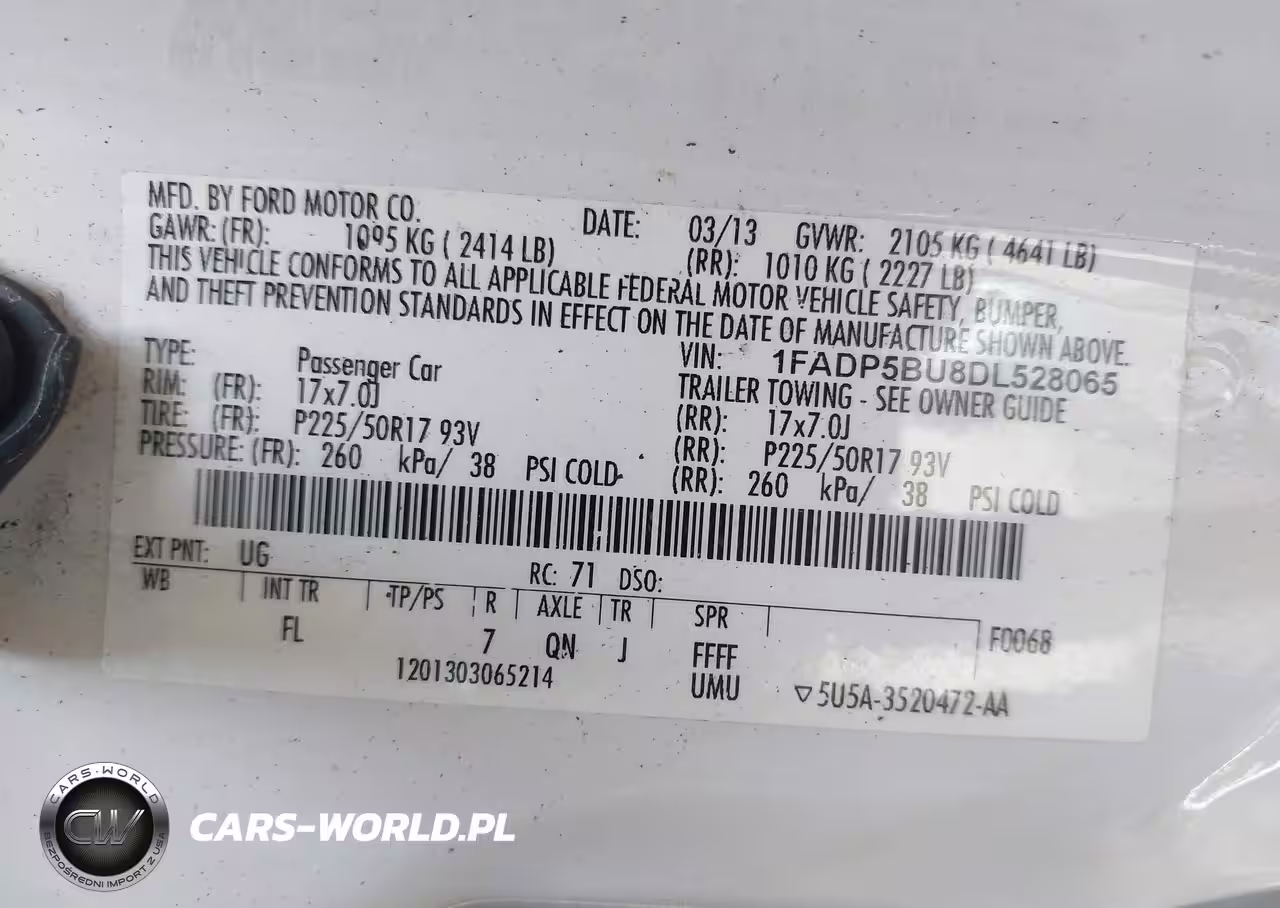 MFD. BY FORD MOTOR CO. DATE: 03/13 GVWR: 2105 KG ( 4641 LB)
GAWR: (FR): 1095 KG ( 2414 LB) (RR): 1010 KG ( 2227 LB)
THIS VEHICLE CONFORMS TO ALL APPLICABLE FEDERAL MOTOR VEHICLE SAFETY, BUMPER,
AND THEFT PREVENTION STANDARDS IN EFFECT ON THE DATE OF MANUFACTURE SHOWN ABOVE.
VIN: 1FADP5BU8DL528065
TYPE: Passenger Car TRAILER TOWING - SEE OWNER GUIDE
RIM: (FR): 17x7.0J (RR): 17x7.0J
TIRE: (FR): P225/50R17 93V (RR): P225/50R17 93V
PRESSURE: (FR): 260 kPa/ 38 PSI COLD (RR): 260 kPa/ 38 PSI COLD
EXT PNT: UG RC: 71 DSO:
WB INT TR TP/PS R AXLE TR SPR F0068
FL 7 QN J FFFF
1201303065214 UMU ▽5U5A-3520472-AA
CARS-WORLD
CW
BEZPOŚREDNI IMPORT Z USA
CARS-WORLD.PL